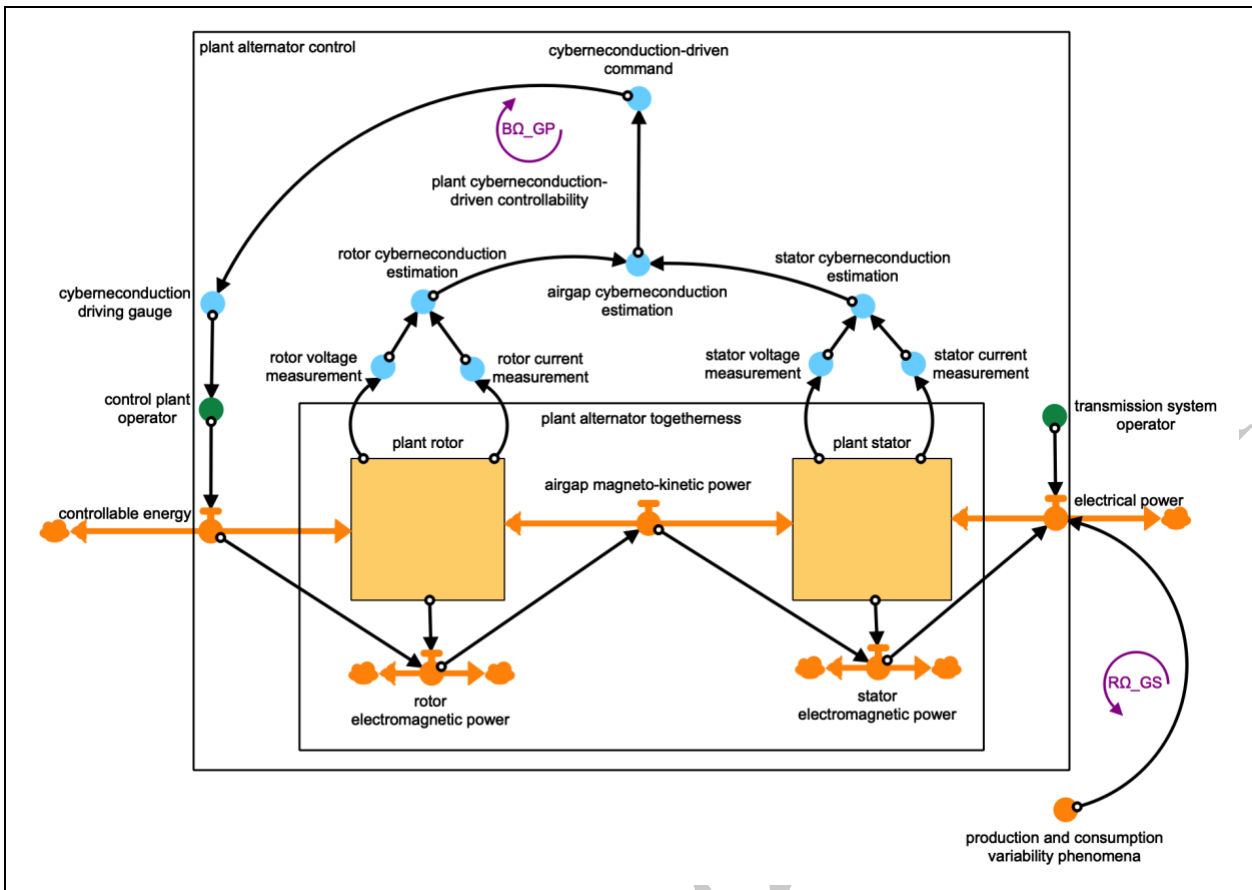 plant alternator control
cyberneconduction-driven
command
BΩ_GP
plant cyberneconduction-
driven controllability
rotor cyberneconduction
estimation
stator cyberneconduction
estimation
airgap cyberneconduction
estimation
cyberneconduction
driving gauge
rotor voltage
measurement
rotor current
measurement
stator voltage
measurement
stator current
measurement
control plant
operator
plant alternator togetherness
transmission system
operator
plant rotor
plant stator
airgap magneto-kinetic power
controllable energy
electrical power
RΩ_GS
rotor
electromagnetic power
stator
electromagnetic power
production and consumption
variability phenomena